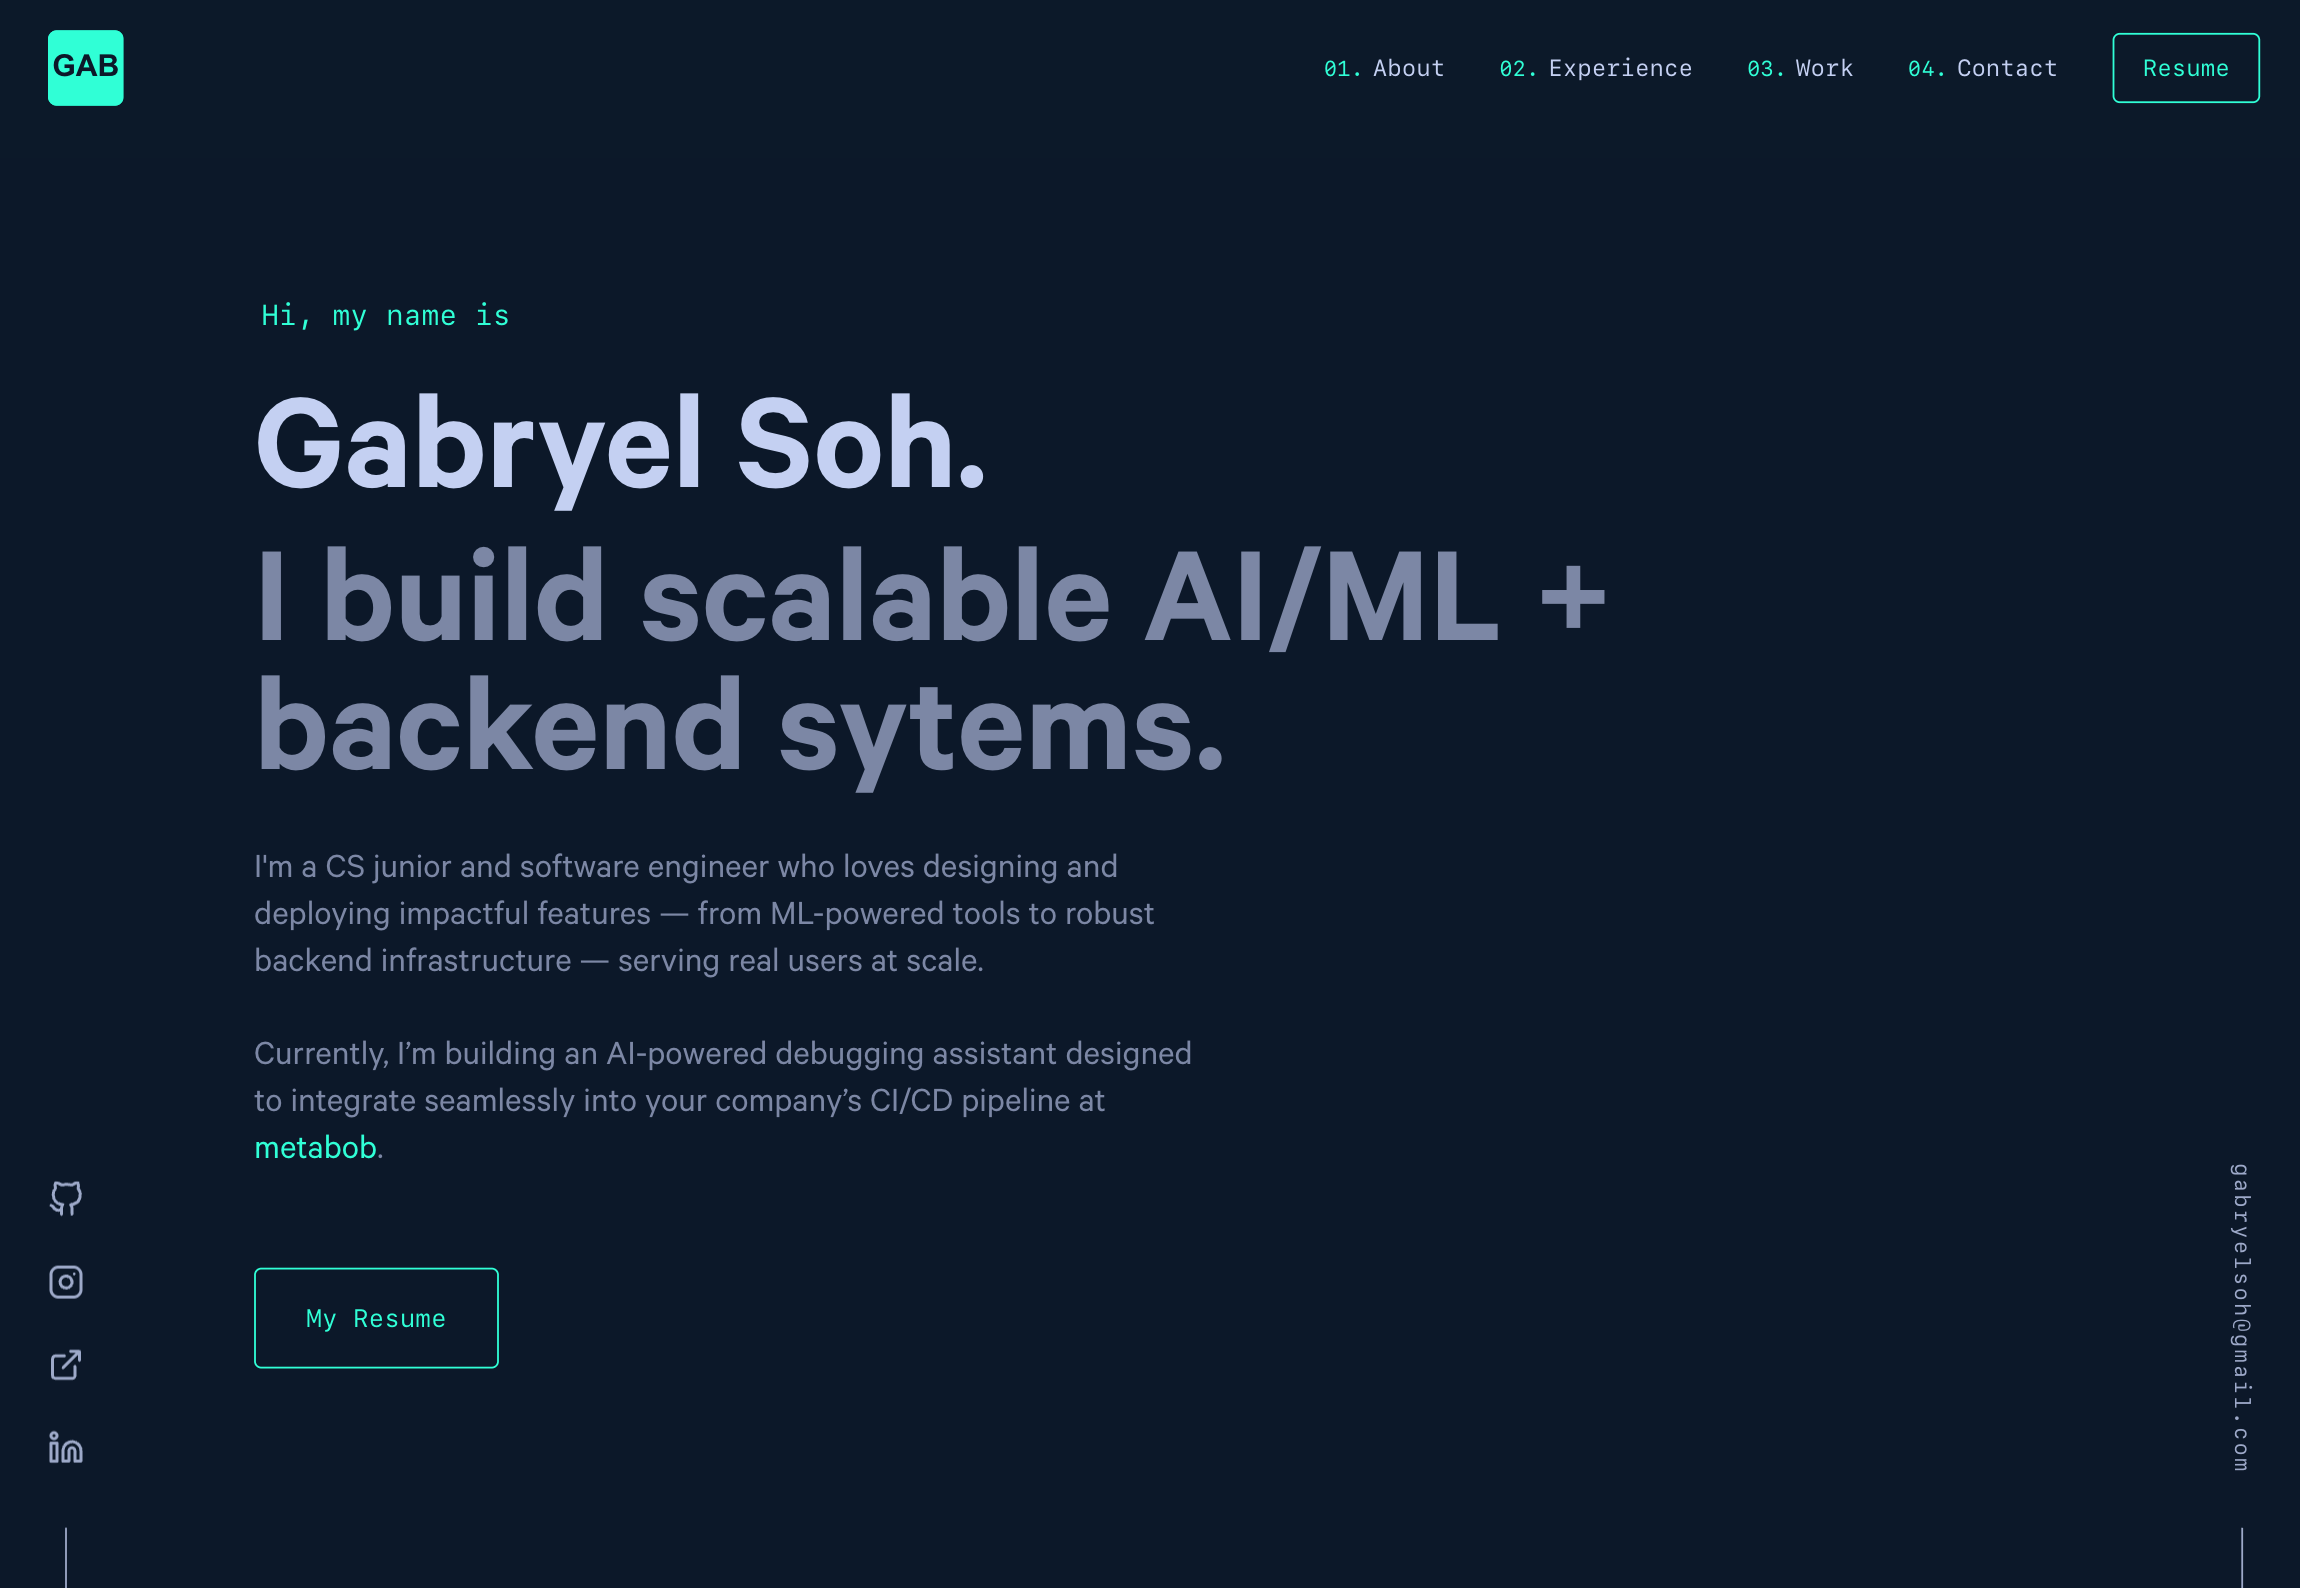 GAB
01. About 02. Experience 03. Work 04. Contact Resume
Hi, my name is
Gabryel Soh.
I build scalable AI/ML +
backend sytems.
I'm a CS junior and software engineer who loves designing and
deploying impactful features — from ML-powered tools to robust
backend infrastructure — serving real users at scale.
Currently, I’m building an AI-powered debugging assistant designed
to integrate seamlessly into your company’s CI/CD pipeline at
metabob.
My Resume
in
gabryelsoh@gmail.com